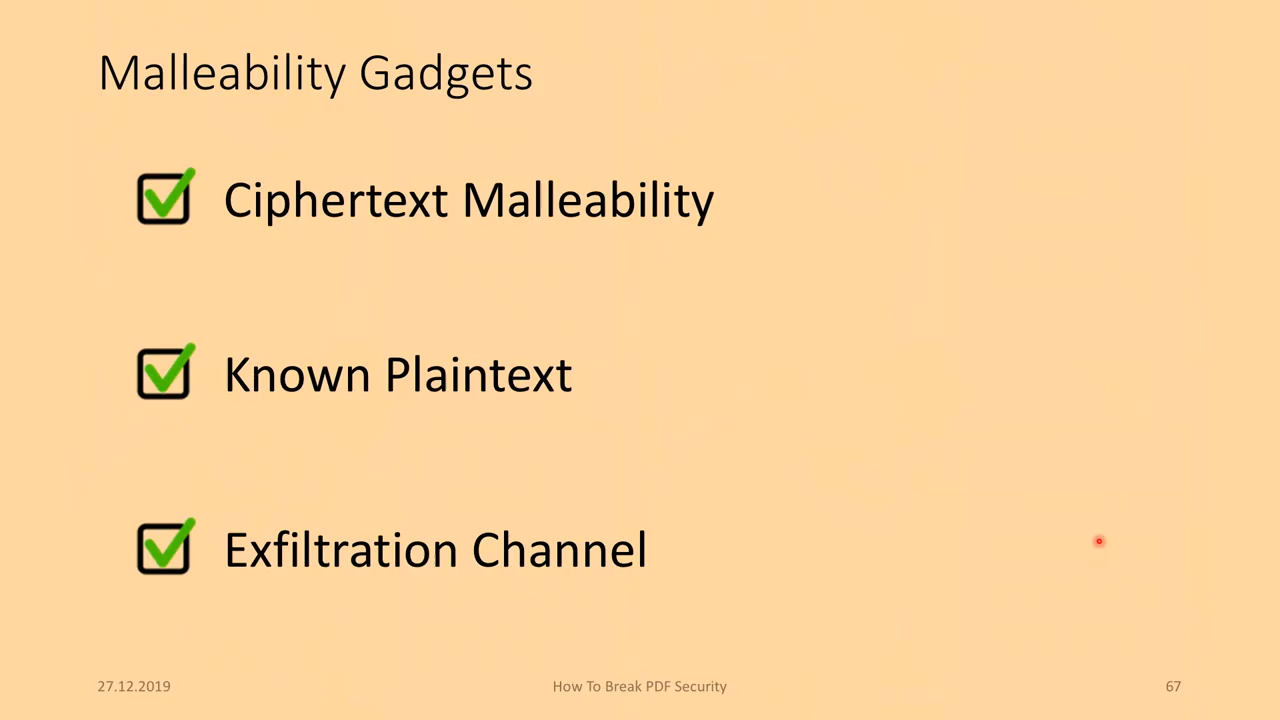 Malleability Gadgets
Ciphertext Malleability
Known Plaintext
Exfiltration Channel
27.12.2019
How To Break PDF Security
67